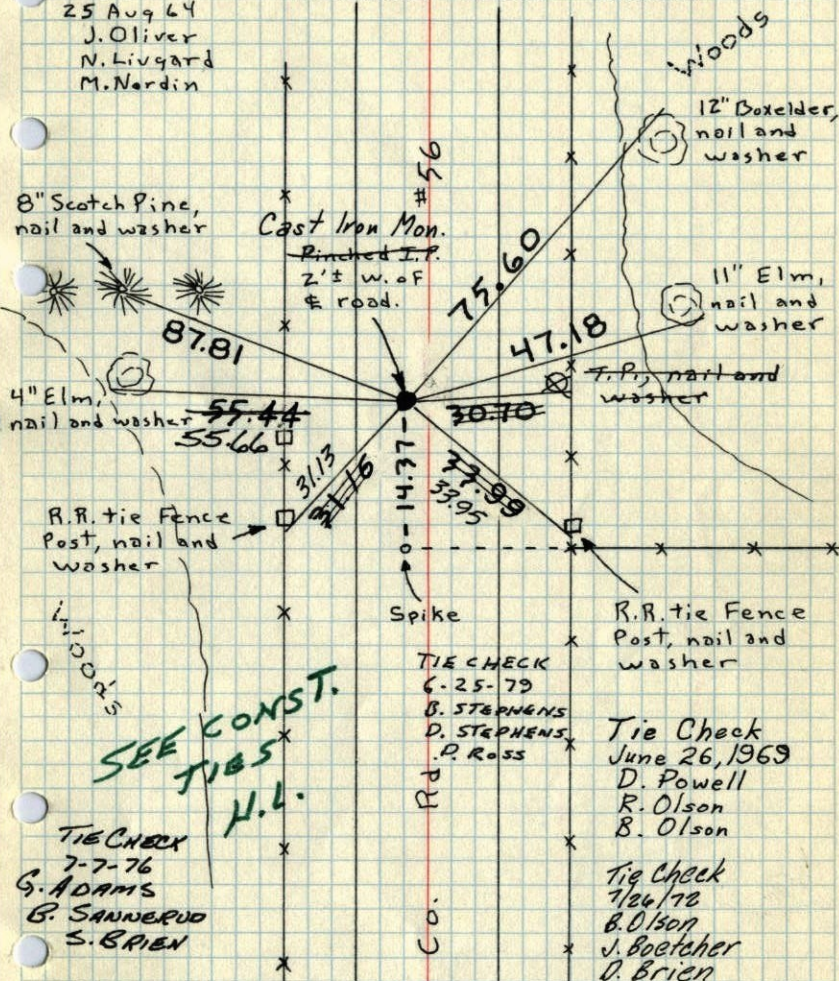 25 Aug 64
J. Oliver
N. Livgard
M. Nordin
Woods
12" Boxelder,
nail and
washer
8" Scotch Pine,
nail and washer
Cast Iron Mon.
Pinched I.P.
2'± W. of
℄ road.
#56
75.60
11" Elm,
nail and
washer
87.81
47.18
T.P., nail and
washer
4" Elm,
nail and washer
55.44
55.66
30.70
31.13
31.16
14.37
33.99
33.95
R.R. tie Fence
Post, nail and
washer
Spike
R.R. tie Fence
Post, nail and
washer
Woods
TIE CHECK
6-25-79
B. STEPHENS
D. STEPHENS
D. ROSS
SEE CONST.
TIES
H.L.
Tie Check
June 26, 1969
D. Powell
R. Olson
B. Olson
Co. Rd
TIE CHECK
7-7-76
G. ADAMS
B. SANNERUD
S. BRIEN
Tie Check
7/26/72
B. Olson
J. Boetcher
D. Brien